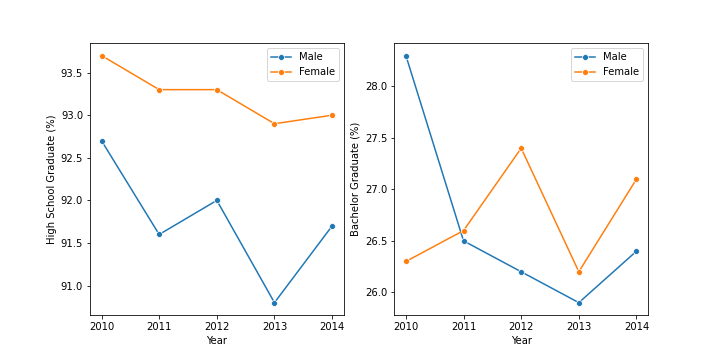 High School Graduate (%)
93.5
93.0
92.5
92.0
91.5
91.0
Male
Female
2010 2011 2012 2013 2014
Year
Bachelor Graduate (%)
28.0
27.5
27.0
26.5
26.0
Male
Female
2010 2011 2012 2013 2014
Year